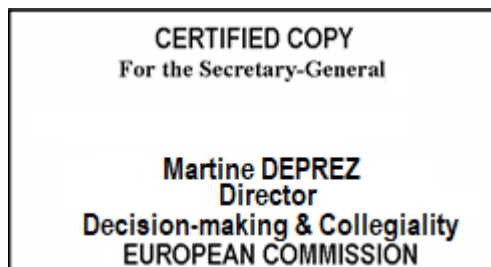 CERTIFIED COPY
For the Secretary-General
Martine DEPREZ
Director
Decision-making & Collegiality
EUROPEAN COMMISSION